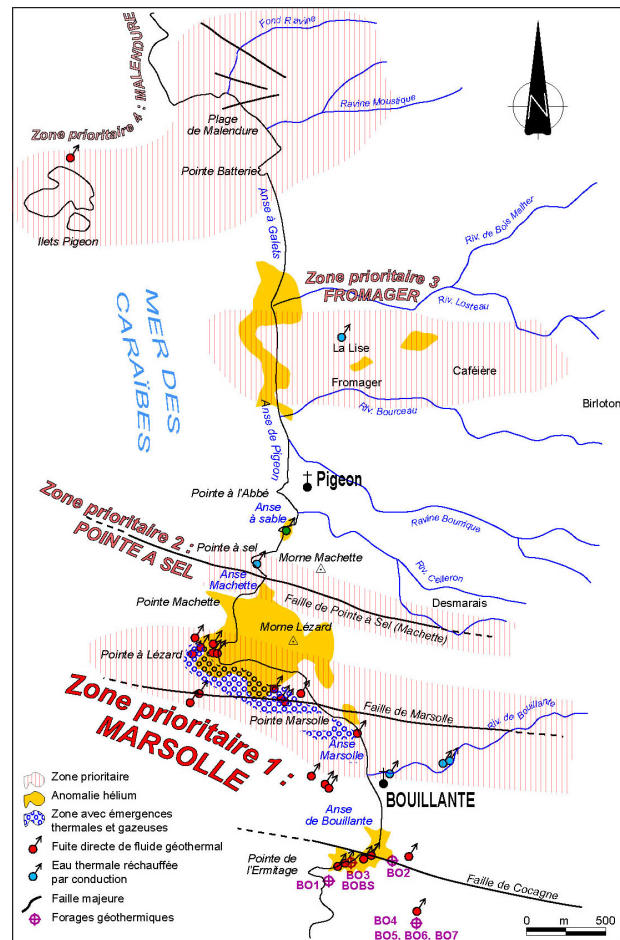 Fond Ravine
Zone prioritaire 4 : MALENDURE
Ravine Moustique
Plage
de Malendure
N
Pointe Batterie
Ilets Pigeon
Anse à Galets
Riv. de Bois Malher
Zone prioritaire 3
FROMAGER
Riv. Losteau
MER DES
CARAÏBES
La Lise
Fromager
Caféière
Birloton
Riv. Bourceau
Anse de Pigeon
Pigeon
Pointe à l'Abbé
Anse
à sable
Ravine Bourrique
Zone prioritaire 2 :
POINTE A SEL
Pointe à sel
Morne Machette
Anse
Machette
Riv. Celleron
Desmarais
Pointe Machette
Faille de Pointe à Sel (Machette)
Morne Lézard
Pointe à Lézard
Zone prioritaire 1 :
MARSOLLE
Faille de Marsolle
Pointe Marsolle
Riv. de Bouillante
Anse
Marsolle
BOUILLANTE
Anse de
Bouillante
Zone prioritaire
Anomalie hélium
Zone avec émergences
thermales et gazeuses
Fuite directe de fluide géothermal
Eau thermale réchauffée
par conduction
Faille majeure
Forages géothermiques
Pointe de
l'Ermitage
BO1
BO3
BOBS
BO2
Faille de Cocagne
BO4
BO5, BO6, BO7
0 m 500